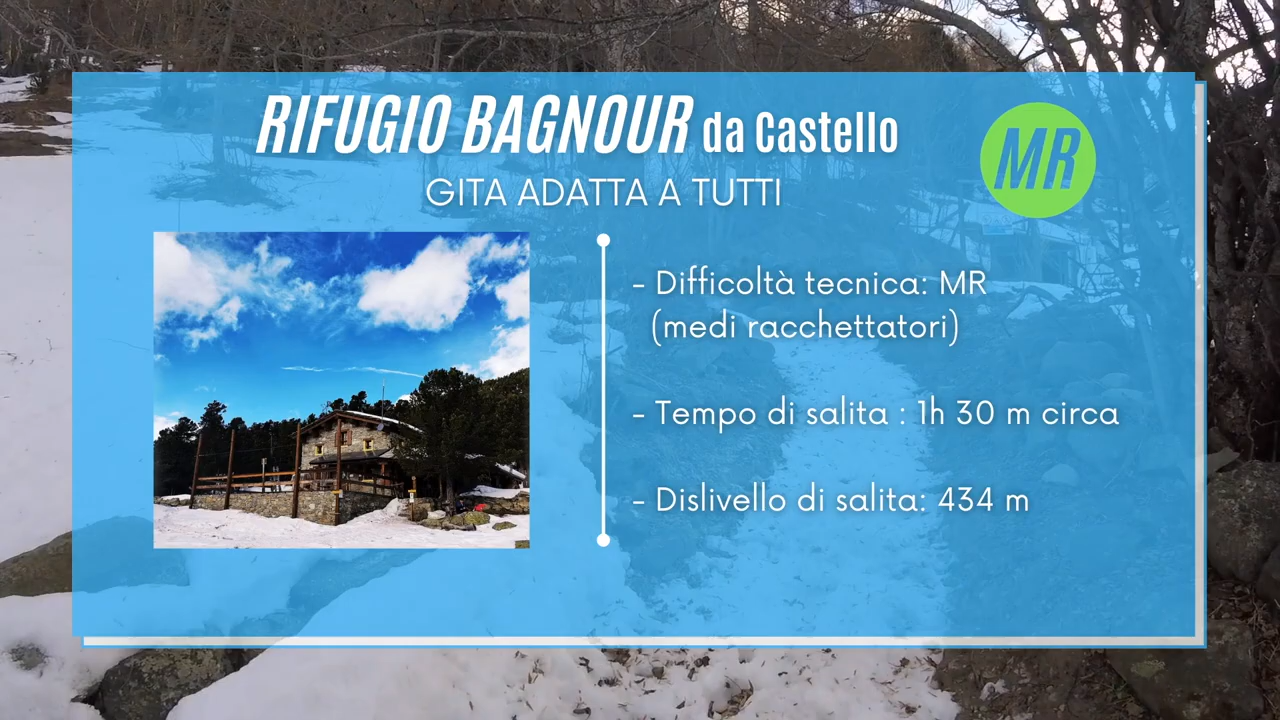 RIFUGIO BAGNOUR da Castello
MR
GITA ADATTA A TUTTI
- Difficoltà tecnica: MR
(medi racchettatori)
- Tempo di salita : 1h 30 m circa
- Dislivello di salita: 434 m